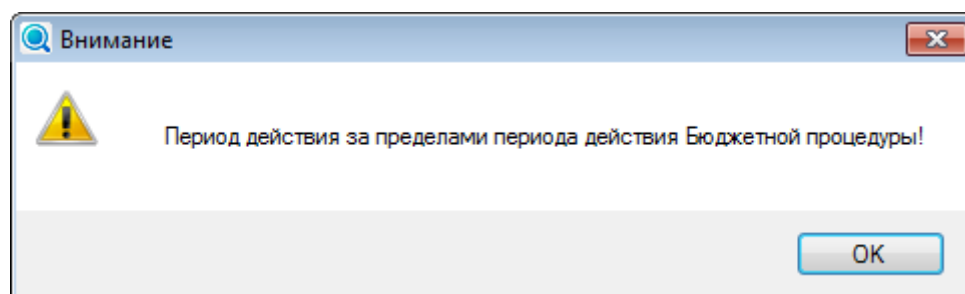 Внимание
Период действия за пределами периода действия Бюджетной процедуры!
OK